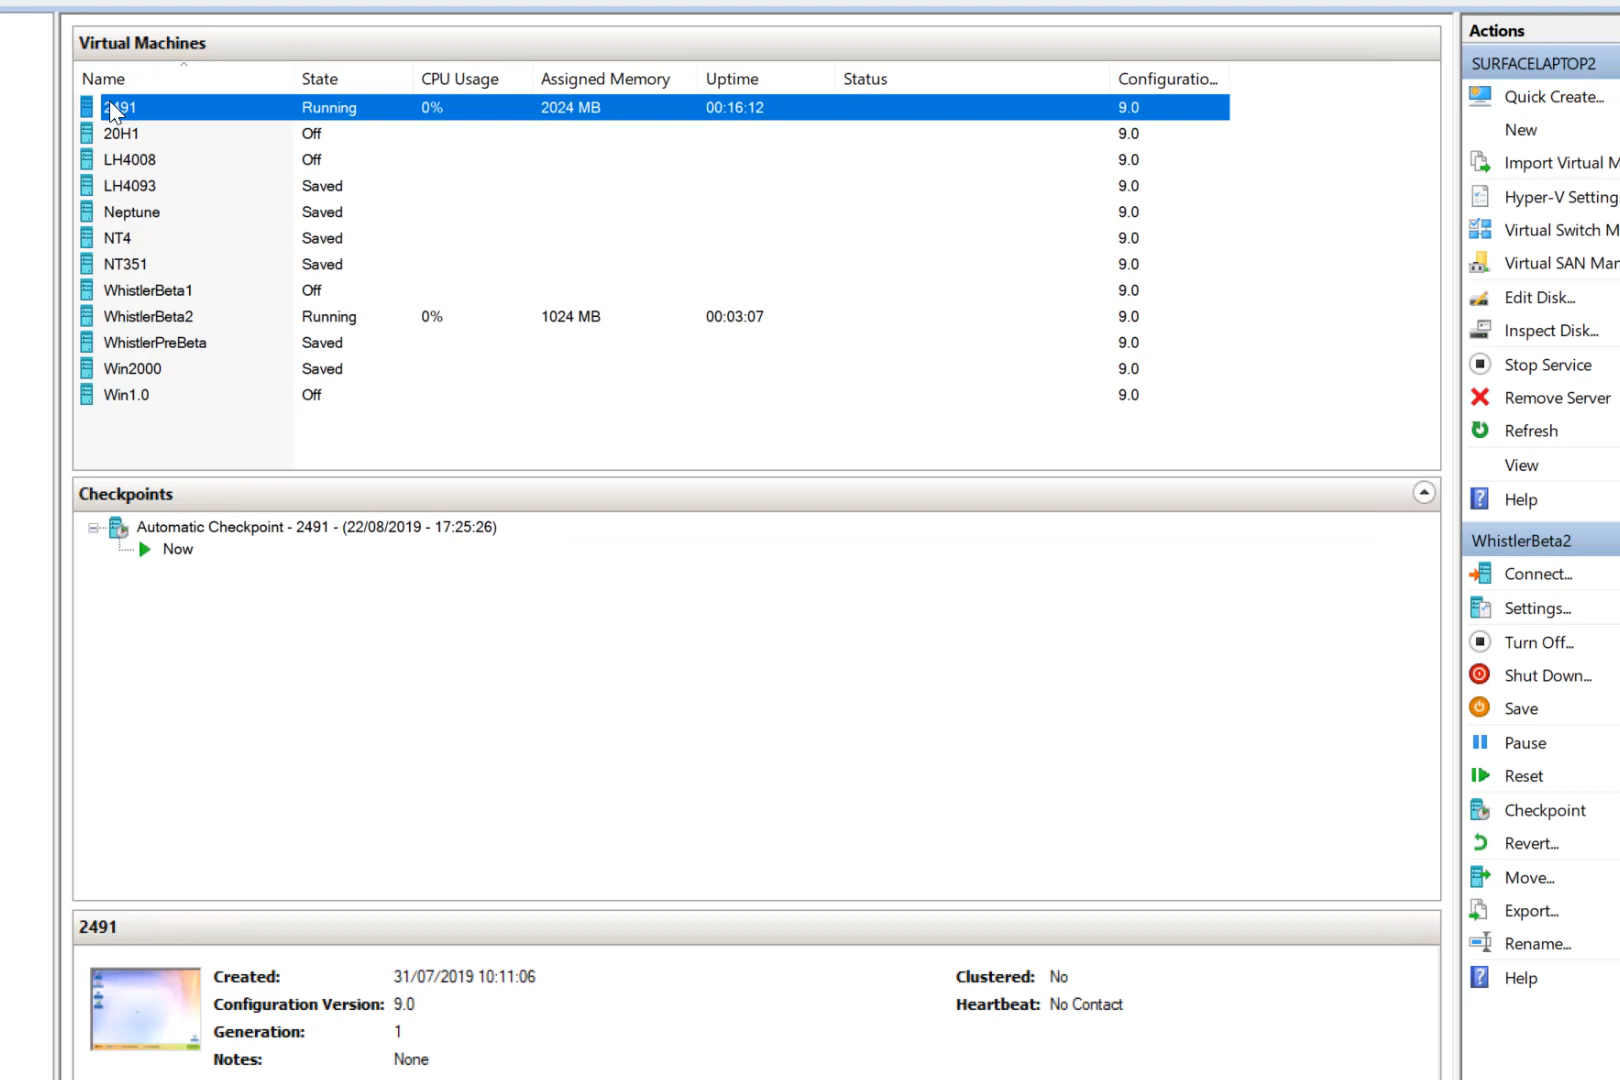 Virtual Machines
Name State CPU Usage Assigned Memory Uptime Status Configuratio...
2491 Running 0% 2024 MB 00:16:12 9.0
20H1 Off 9.0
LH4008 Off 9.0
LH4093 Saved 9.0
Neptune Saved 9.0
NT4 Saved 9.0
NT351 Saved 9.0
WhistlerBeta1 Off 9.0
WhistlerBeta2 Running 0% 1024 MB 00:03:07 9.0
WhistlerPreBeta Saved 9.0
Win2000 Saved 9.0
Win1.0 Off 9.0
Checkpoints
Automatic Checkpoint - 2491 - (22/08/2019 - 17:25:26)
Now
2491
Created: 31/07/2019 10:11:06 Clustered: No
Configuration Version: 9.0 Heartbeat: No Contact
Generation: 1
Notes: None
Actions
SURFACELAPTOP2
Quick Create...
New
Import Virtual M
Hyper-V Setting
Virtual Switch M
Virtual SAN Mar
Edit Disk...
Inspect Disk...
Stop Service
Remove Server
Refresh
View
Help
WhistlerBeta2
Connect...
Settings...
Turn Off...
Shut Down...
Save
Pause
Reset
Checkpoint
Revert...
Move...
Export...
Rename...
Help